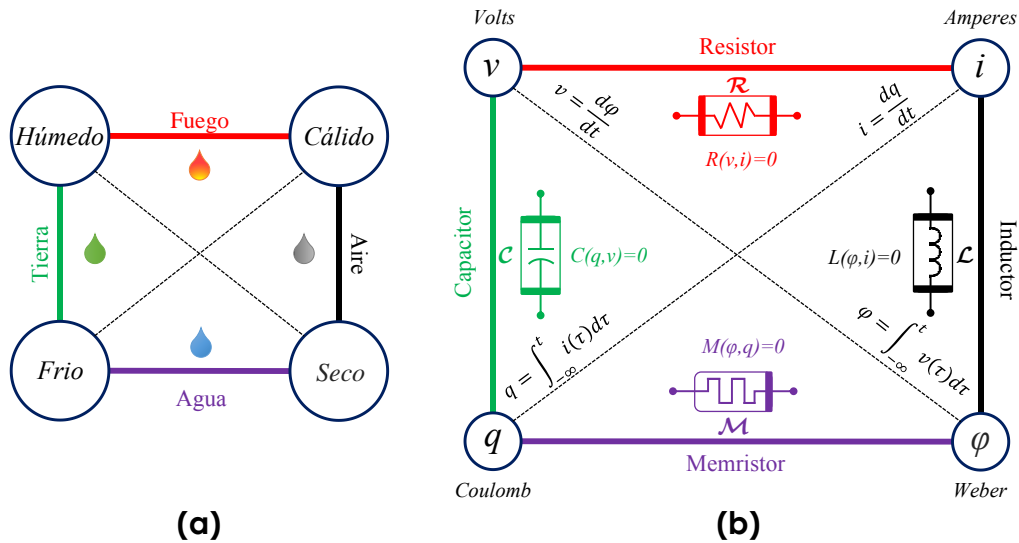 Húmedo
Fuego
Cálido
Tierra
Aire
Frio
Agua
Seco
(a)
Volts
Amperes
v
Resistor
i
v = dφ/dt
R
i = dq/dt
R(v,i)=0
Capacitor
C
C(q,v)=0
L(φ,i)=0
L
Inductor
q = ∫_{-∞}^{t} i(τ)dτ
M(φ,q)=0
φ = ∫_{-∞}^{t} v(τ)dτ
M
q
Memristor
φ
Coulomb
Weber
(b)